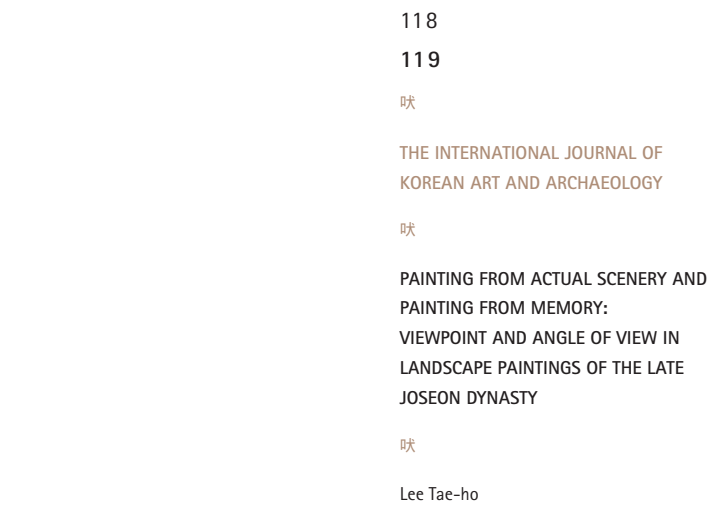 118
119
吠
THE INTERNATIONAL JOURNAL OF
KOREAN ART AND ARCHAEOLOGY
吠
PAINTING FROM ACTUAL SCENERY AND
PAINTING FROM MEMORY:
VIEWPOINT AND ANGLE OF VIEW IN
LANDSCAPE PAINTINGS OF THE LATE
JOSEON DYNASTY
吠
Lee Tae-ho